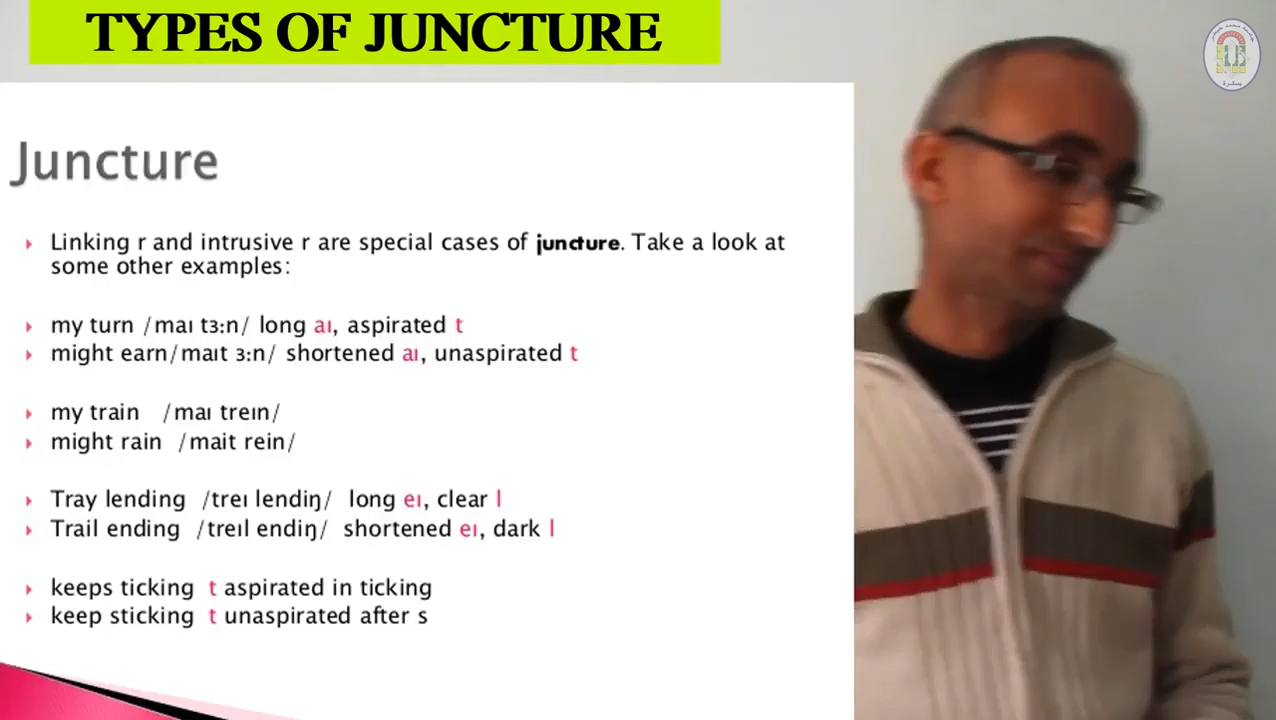 TYPES OF JUNCTURE
Juncture
Linking r and intrusive r are special cases of juncture. Take a look at
some other examples:
my turn /maɪ tɜ:n/ long aɪ, aspirated t
might earn/maɪt ɜ:n/ shortened aɪ, unaspirated t
my train /maɪ treɪn/
might rain /mait rein/
Tray lending /treɪ lendiŋ/ long eɪ, clear l
Trail ending /treɪl endiŋ/ shortened eɪ, dark l
keeps ticking t aspirated in ticking
keep sticking t unaspirated after s